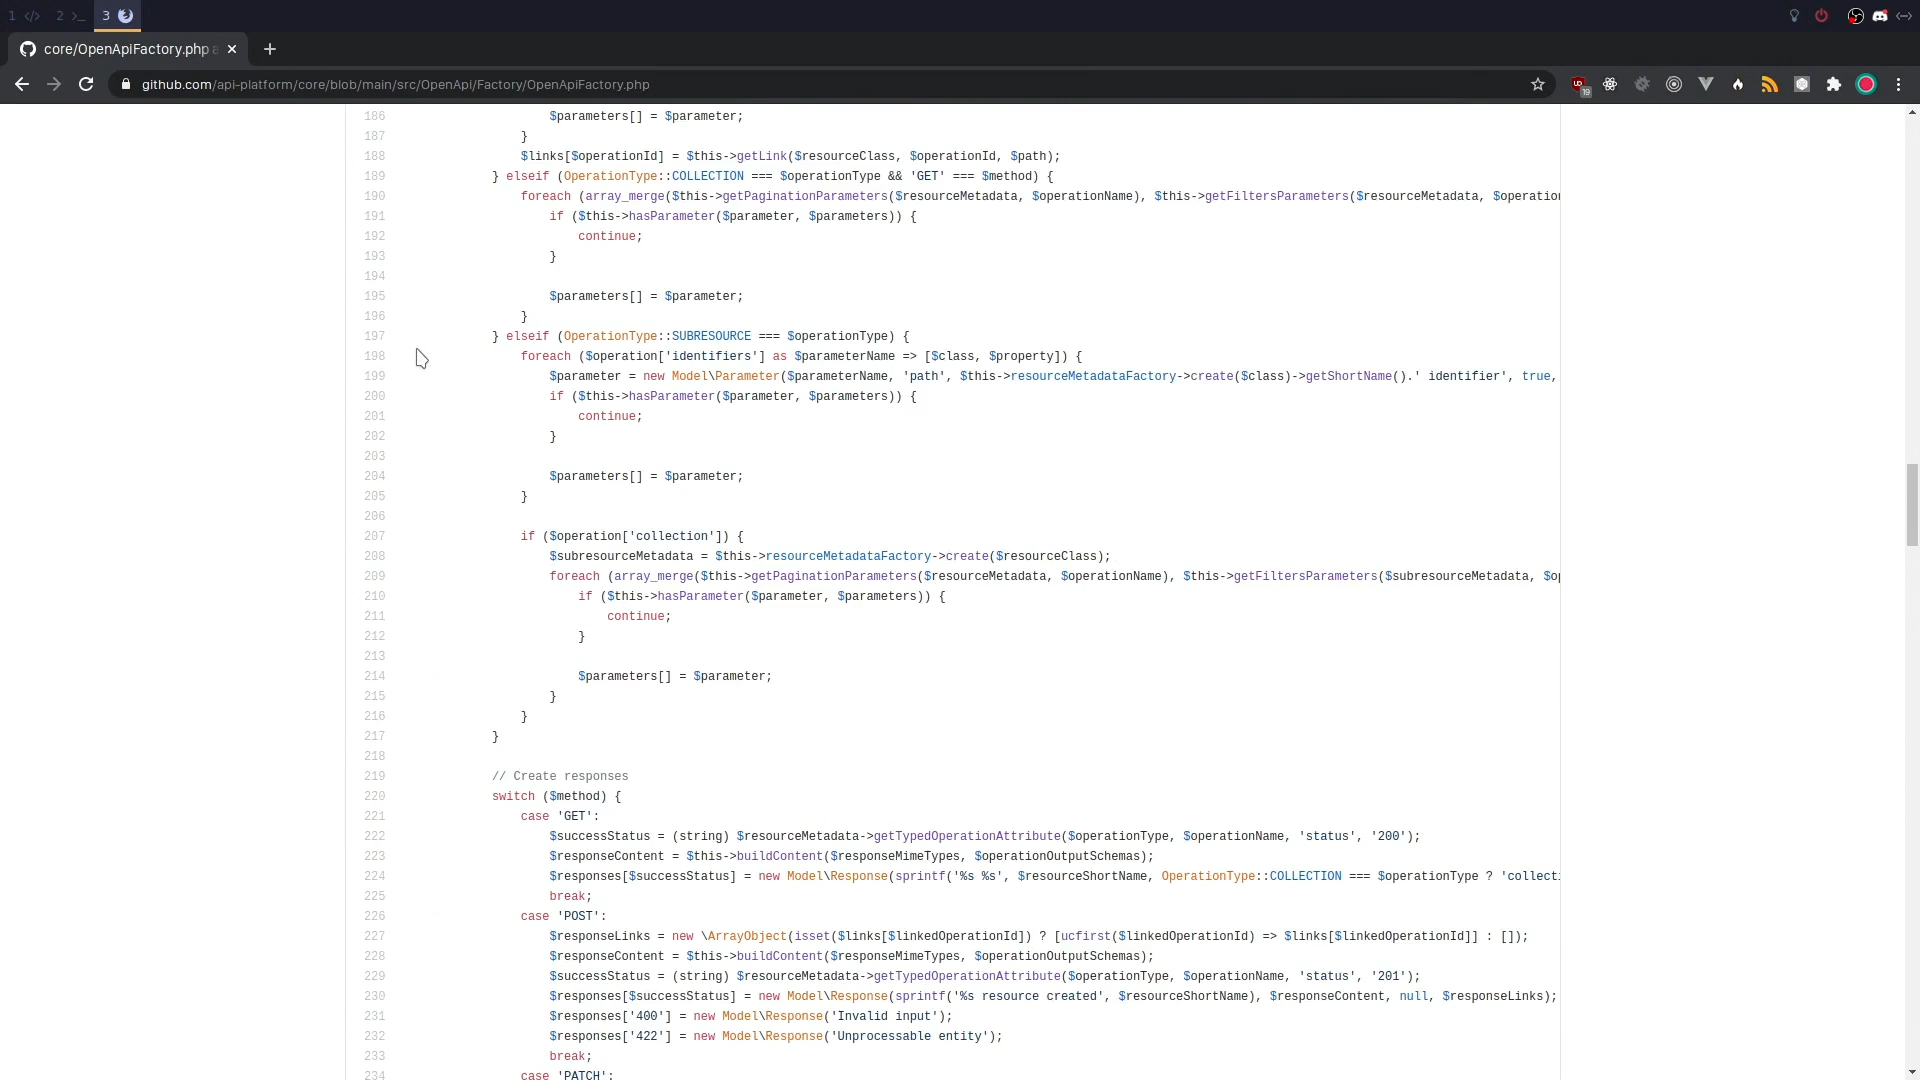 1 </> 2 >_ 3
core/OpenApiFactory.php a
github.com/api-platform/core/blob/main/src/OpenApi/Factory/OpenApiFactory.php
19
186 $parameters[] = $parameter;
187 }
188 $links[$operationId] = $this->getLink($resourceClass, $operationId, $path);
189 } elseif (OperationType::COLLECTION === $operationType && 'GET' === $method) {
190 foreach (array_merge($this->getPaginationParameters($resourceMetadata, $operationName), $this->getFiltersParameters($resourceMetadata, $operation
191 if ($this->hasParameter($parameter, $parameters)) {
192 continue;
193 }
194
195 $parameters[] = $parameter;
196 }
197 } elseif (OperationType::SUBRESOURCE === $operationType) {
198 foreach ($operation['identifiers'] as $parameterName => [$class, $property]) {
199 $parameter = new Model\Parameter($parameterName, 'path', $this->resourceMetadataFactory->create($class)->getShortName().' identifier', true,
200 if ($this->hasParameter($parameter, $parameters)) {
201 continue;
202 }
203
204 $parameters[] = $parameter;
205 }
206
207 if ($operation['collection']) {
208 $subresourceMetadata = $this->resourceMetadataFactory->create($resourceClass);
209 foreach (array_merge($this->getPaginationParameters($resourceMetadata, $operationName), $this->getFiltersParameters($subresourceMetadata, $op
210 if ($this->hasParameter($parameter, $parameters)) {
211 continue;
212 }
213
214 $parameters[] = $parameter;
215 }
216 }
217 }
218
219 // Create responses
220 switch ($method) {
221 case 'GET':
222 $successStatus = (string) $resourceMetadata->getTypedOperationAttribute($operationType, $operationName, 'status', '200');
223 $responseContent = $this->buildContent($responseMimeTypes, $operationOutputSchemas);
224 $responses[$successStatus] = new Model\Response(sprintf('%s %s', $resourceShortName, OperationType::COLLECTION === $operationType ? 'collecti
225 break;
226 case 'POST':
227 $responseLinks = new \ArrayObject(isset($links[$linkedOperationId]) ? [ucfirst($linkedOperationId) => $links[$linkedOperationId]] : []);
228 $responseContent = $this->buildContent($responseMimeTypes, $operationOutputSchemas);
229 $successStatus = (string) $resourceMetadata->getTypedOperationAttribute($operationType, $operationName, 'status', '201');
230 $responses[$successStatus] = new Model\Response(sprintf('%s resource created', $resourceShortName), $responseContent, null, $responseLinks);
231 $responses['400'] = new Model\Response('Invalid input');
232 $responses['422'] = new Model\Response('Unprocessable entity');
233 break;
234 case 'PATCH':